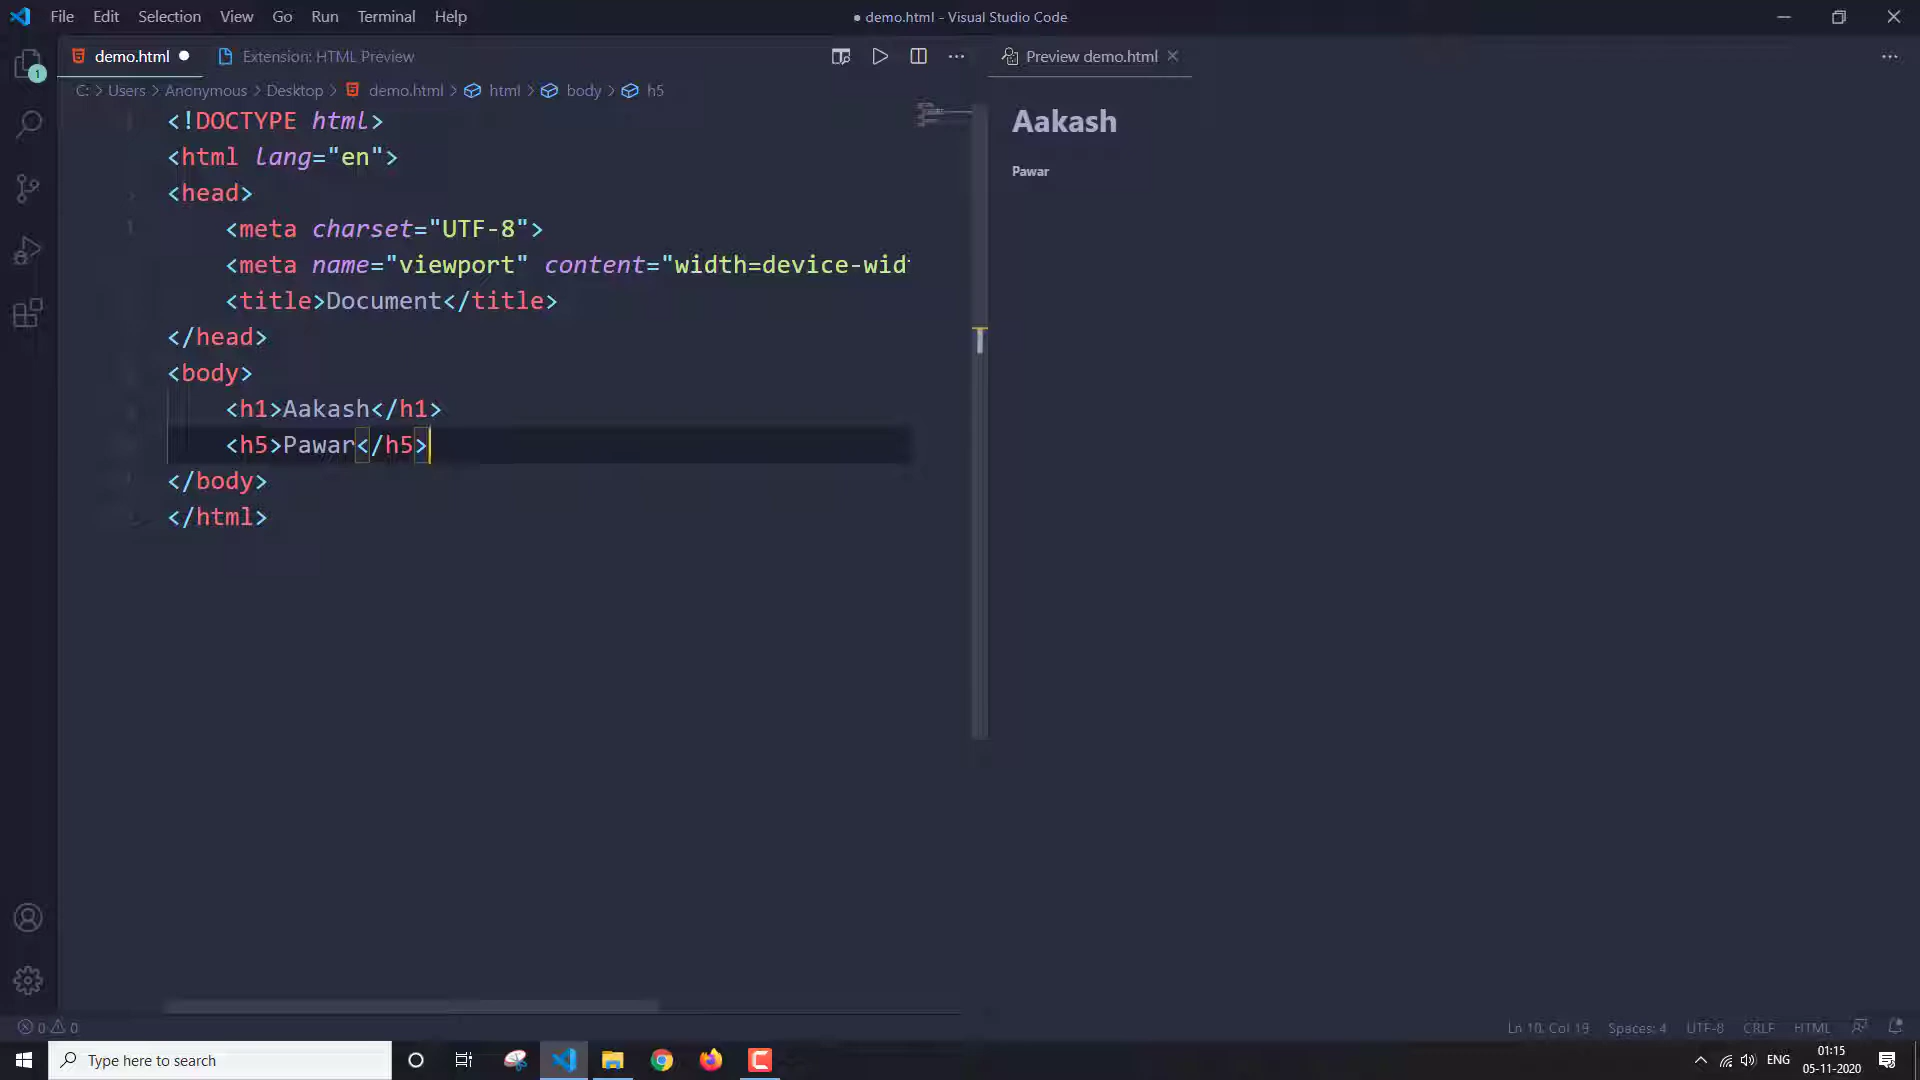 File Edit Selection View Go Run Terminal Help
● demo.html - Visual Studio Code
demo.html ● Extension: HTML Preview
Preview demo.html
C: > Users > Anonymous > Desktop > demo.html > html > body > h5
1
<!DOCTYPE html>
<html lang="en">
<head>
<meta charset="UTF-8">
<meta name="viewport" content="width=device-widt
<title>Document</title>
</head>
<body>
<h1>Aakash</h1>
<h5>Pawar</h5>
</body>
</html>
Aakash
Pawar
0 0
Ln 10, Col 19 Spaces: 4 UTF-8 CRLF HTML
Type here to search
ENG
01:15
05-11-2020